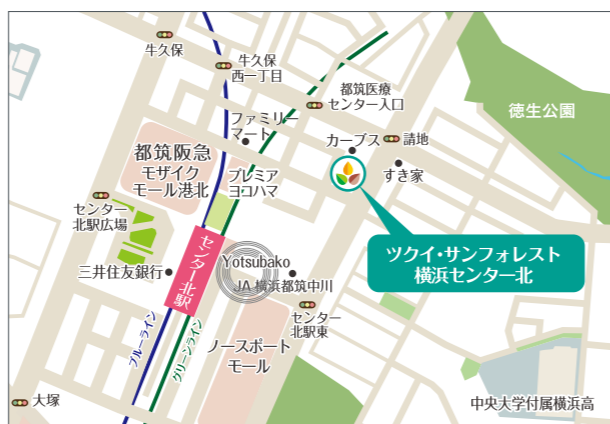 牛久保
牛久保
西一丁目
都筑医療
センター入口
徳生公園
ファミリー
マート
カーブス
請地
すき家
都筑阪急
モザイク
モール港北
プレミア
ヨコハマ
センター
北駅広場
ツクイ・サンフォレスト
横浜センター北
センター北駅
Yotsubako
三井住友銀行
JA 横浜都筑中川
センター
北駅東
ブルーライン
グリーンライン
ノースポート
モール
大塚
中央大学付属横浜高